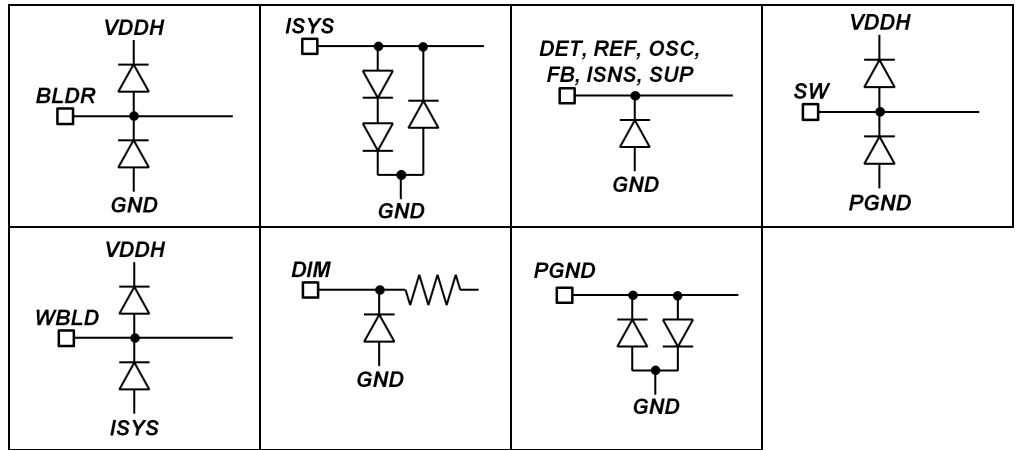 VDDH
BLDR
GND
ISYS
GND
DET, REF, OSC,
FB, ISNS, SUP
GND
VDDH
SW
PGND
VDDH
WBLD
ISYS
DIM
GND
PGND
GND